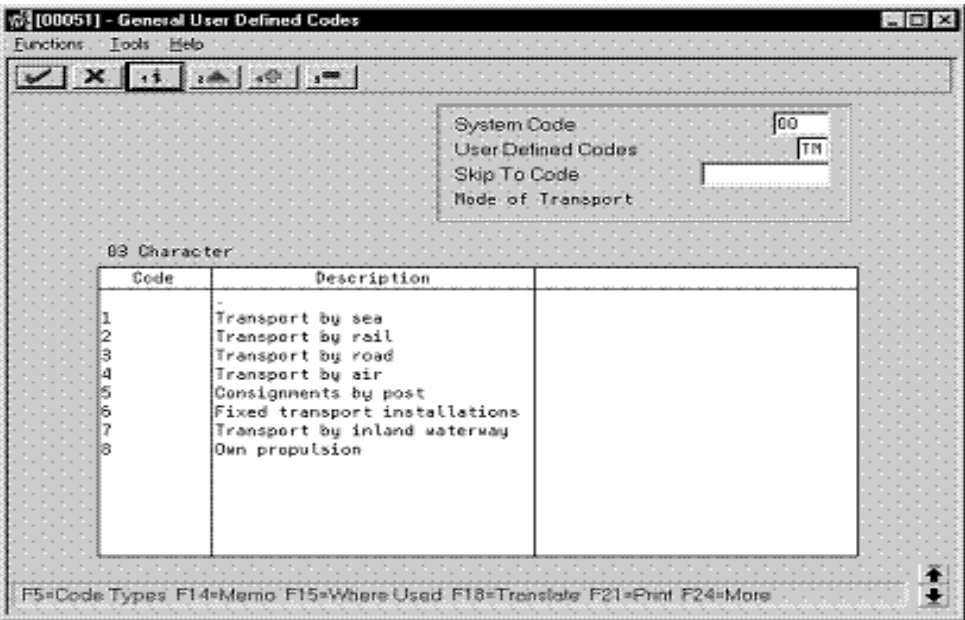 [00051] - General User Defined Codes
Functions Tools Help
System Code 00
User Defined Codes TM
Skip To Code
Mode of Transport
03 Character
Code Description
.
1 Transport by sea
2 Transport by rail
3 Transport by road
4 Transport by air
5 Consignments by post
6 Fixed transport installations
7 Transport by inland waterway
8 Own propulsion
F5=Code Types F14=Memo F15=Where Used F18=Translate F21=Print F24=More